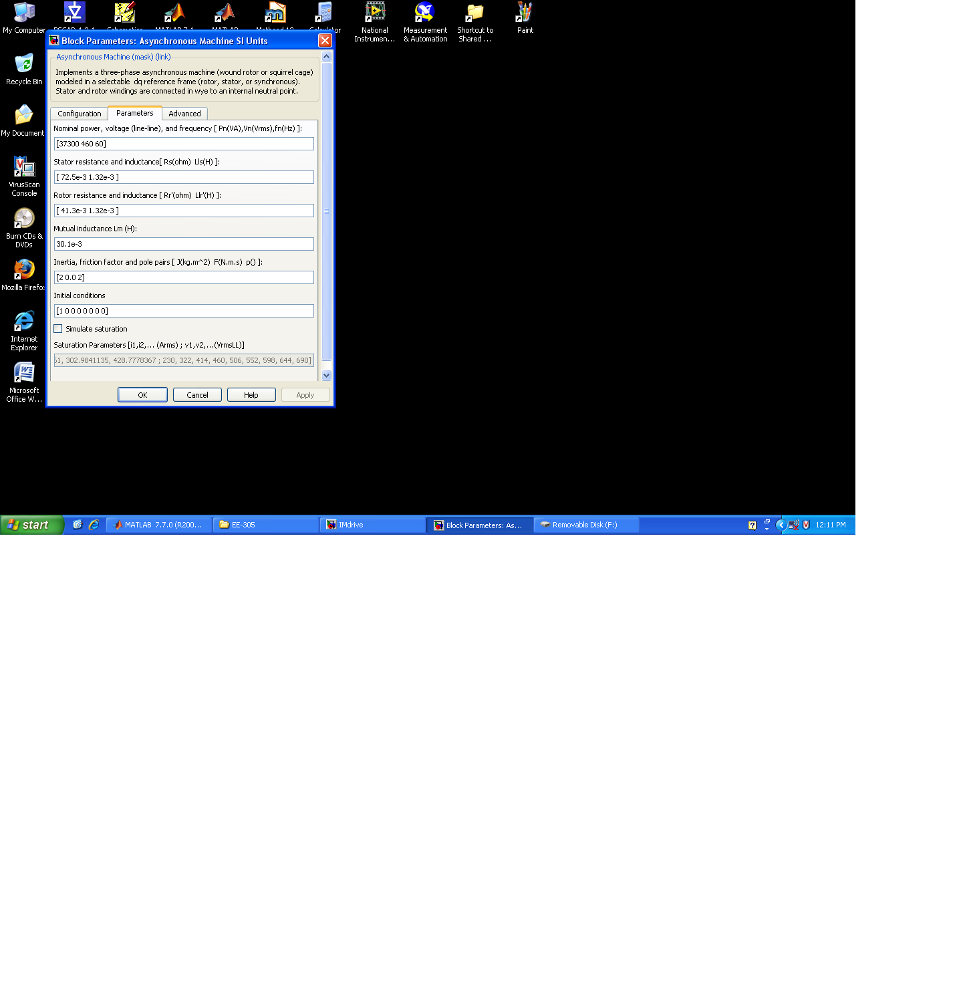 My Computer
National
Instrumen...
Measurement
& Automation
Shortcut to
Shared ...
Paint
Recycle Bin
My Document
VirusScan
Console
Burn CDs &
DVDs
Mozilla Firefox
Internet
Explorer
Microsoft
Office W...
Block Parameters: Asynchronous Machine SI Units
Asynchronous Machine (mask) (link)
Implements a three-phase asynchronous machine (wound rotor or squirrel cage)
modeled in a selectable dq reference frame (rotor, stator, or synchronous).
Stator and rotor windings are connected in wye to an internal neutral point.
Configuration
Parameters
Advanced
Nominal power, voltage (line-line), and frequency [ Pn(VA),Vn(Vrms),fn(Hz) ]:
[37300 460 60]
Stator resistance and inductance[ Rs(ohm) Lls(H) ]:
[ 72.5e-3 1.32e-3 ]
Rotor resistance and inductance [ Rr'(ohm) Llr'(H) ]:
[ 41.3e-3 1.32e-3 ]
Mutual inductance Lm (H):
30.1e-3
Inertia, friction factor and pole pairs [ J(kg.m^2) F(N.m.s) p() ]:
[2 0.0 2]
Initial conditions
[1 0 0 0 0 0 0 0]
Simulate saturation
Saturation Parameters [i1,i2,... (Arms) ; v1,v2,...(VrmsLL)]
61, 302.9841135, 428.7778367 ; 230, 322, 414, 460, 506, 552, 598, 644, 690]
OK
Cancel
Help
Apply
start
MATLAB 7.7.0 (R200...
EE-305
IMdrive
Block Parameters: As...
Removable Disk (F:)
12:11 PM